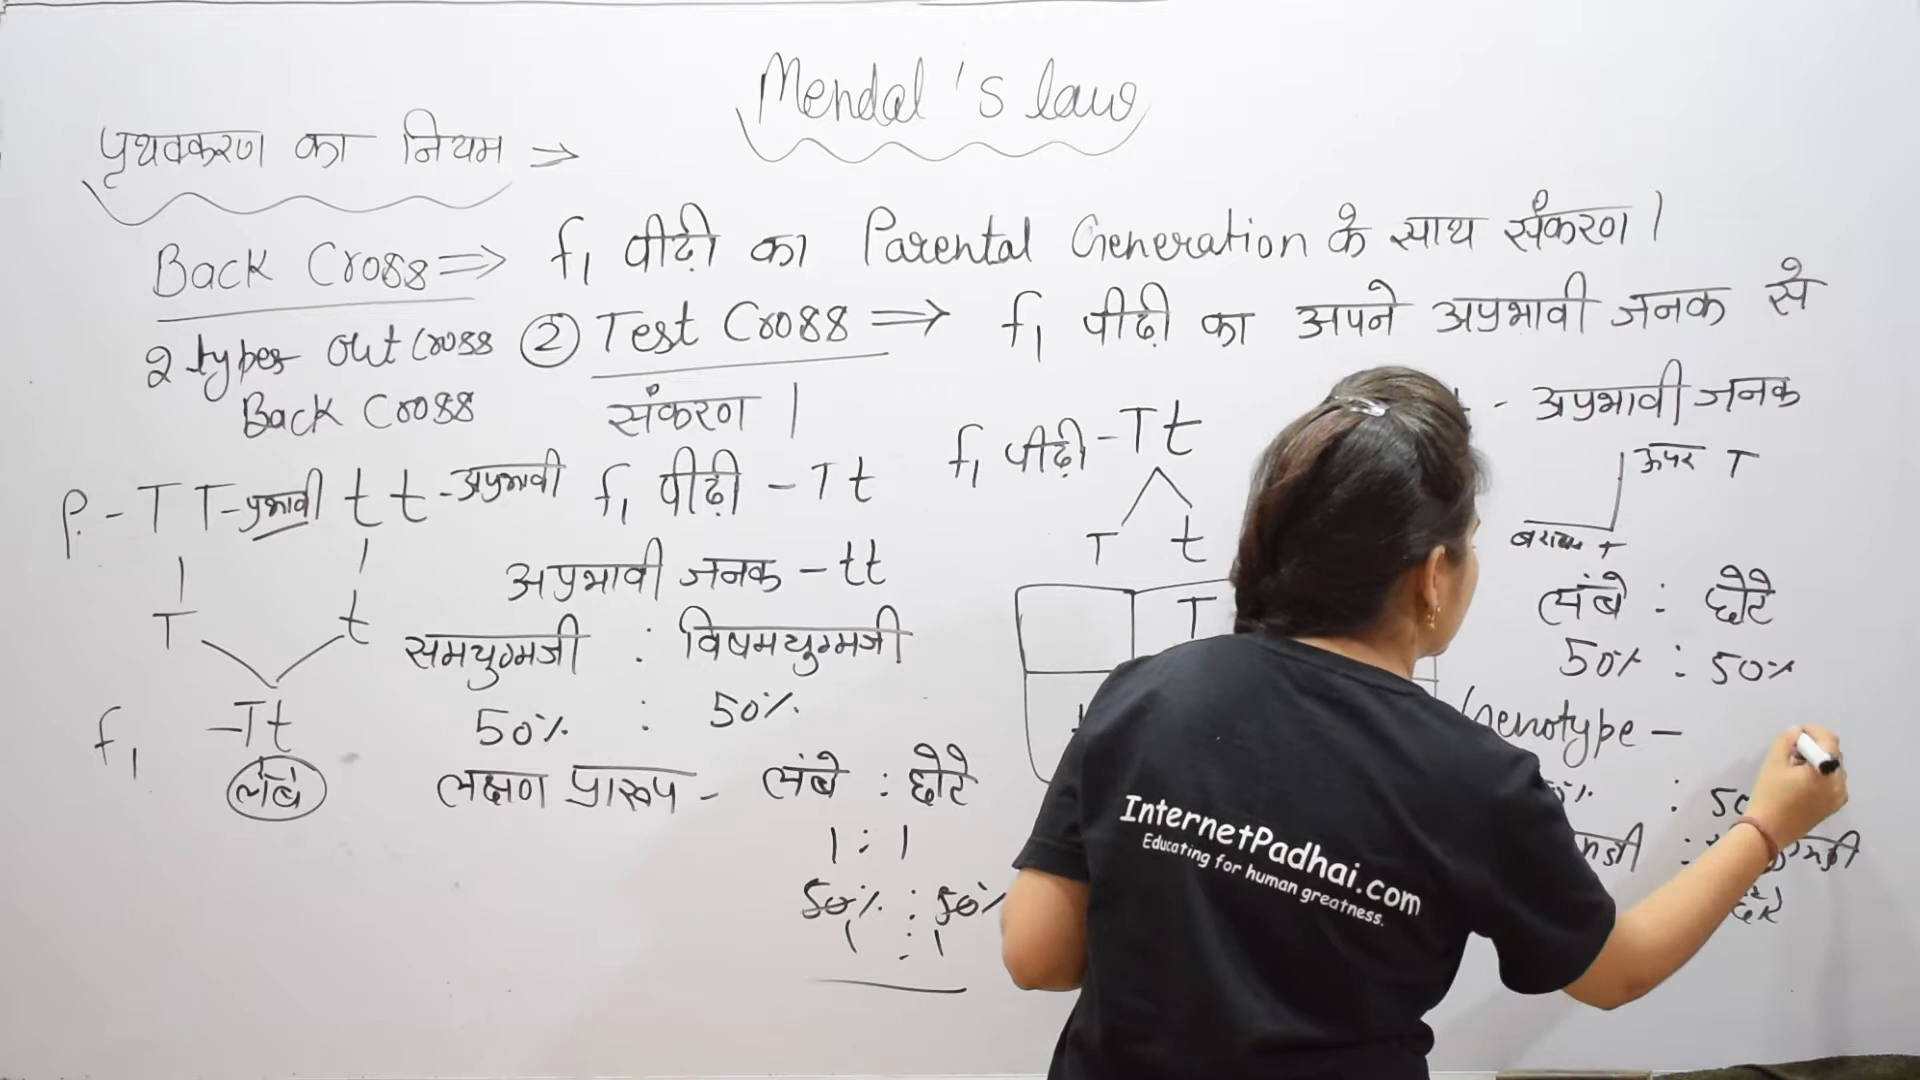 Mendal's law
पृथक्करण का नियम ⇒
Back Cross ⇒ f₁ पीढ़ी का Parental Generation के साथ संकरण।
2 types Out Cross
Back Cross
② Test Cross ⇒ f₁ पीढ़ी का अपने अप्रभावी जनक से
संकरण।
P. - TT - प्रभावी tt - अप्रभावी
T t
f₁ - Tt
लंबे
f₁ पीढ़ी - Tt
अप्रभावी जनक - tt
समयुग्मजी : विषमयुग्मजी
50% : 50%
लक्षण प्रारूप - लंबे : छोटे
1 : 1
50% : 50%
1 : 1
f₁ पीढ़ी - Tt
T t
T
- अप्रभावी जनक
ऊपर T
लंबे : छोटे
50% : 50%
Genotype -
InternetPadhai.com
Educating for human greatness.